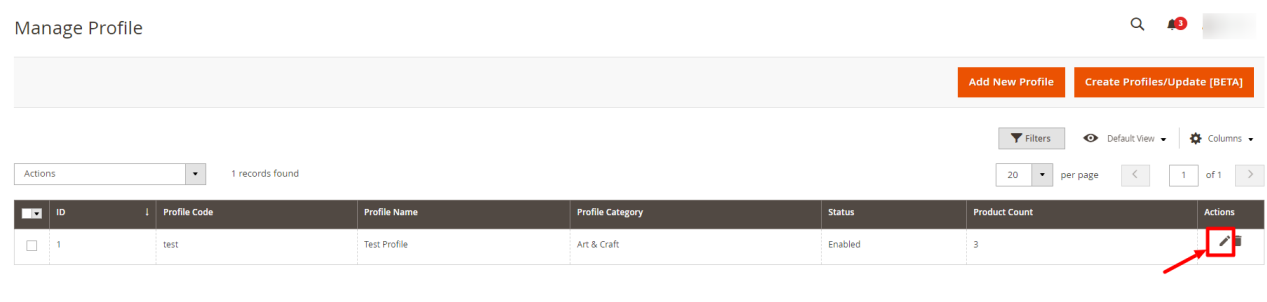 Manage Profile
3
Add New Profile Create Profiles/Update [BETA]
Filters Default View Columns
Actions 1 records found 20 per page 1 of 1
ID ↓ Profile Code Profile Name Profile Category Status Product Count Actions
1 test Test Profile Art & Craft Enabled 3